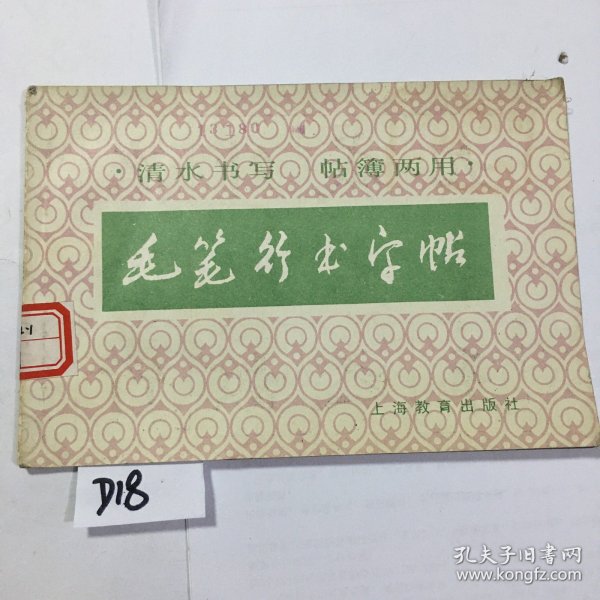 ·清水书写 帖簿两用·
毛笔行书字帖
上海教育出版社
D18
孔夫子旧书网
www.kongfz.com